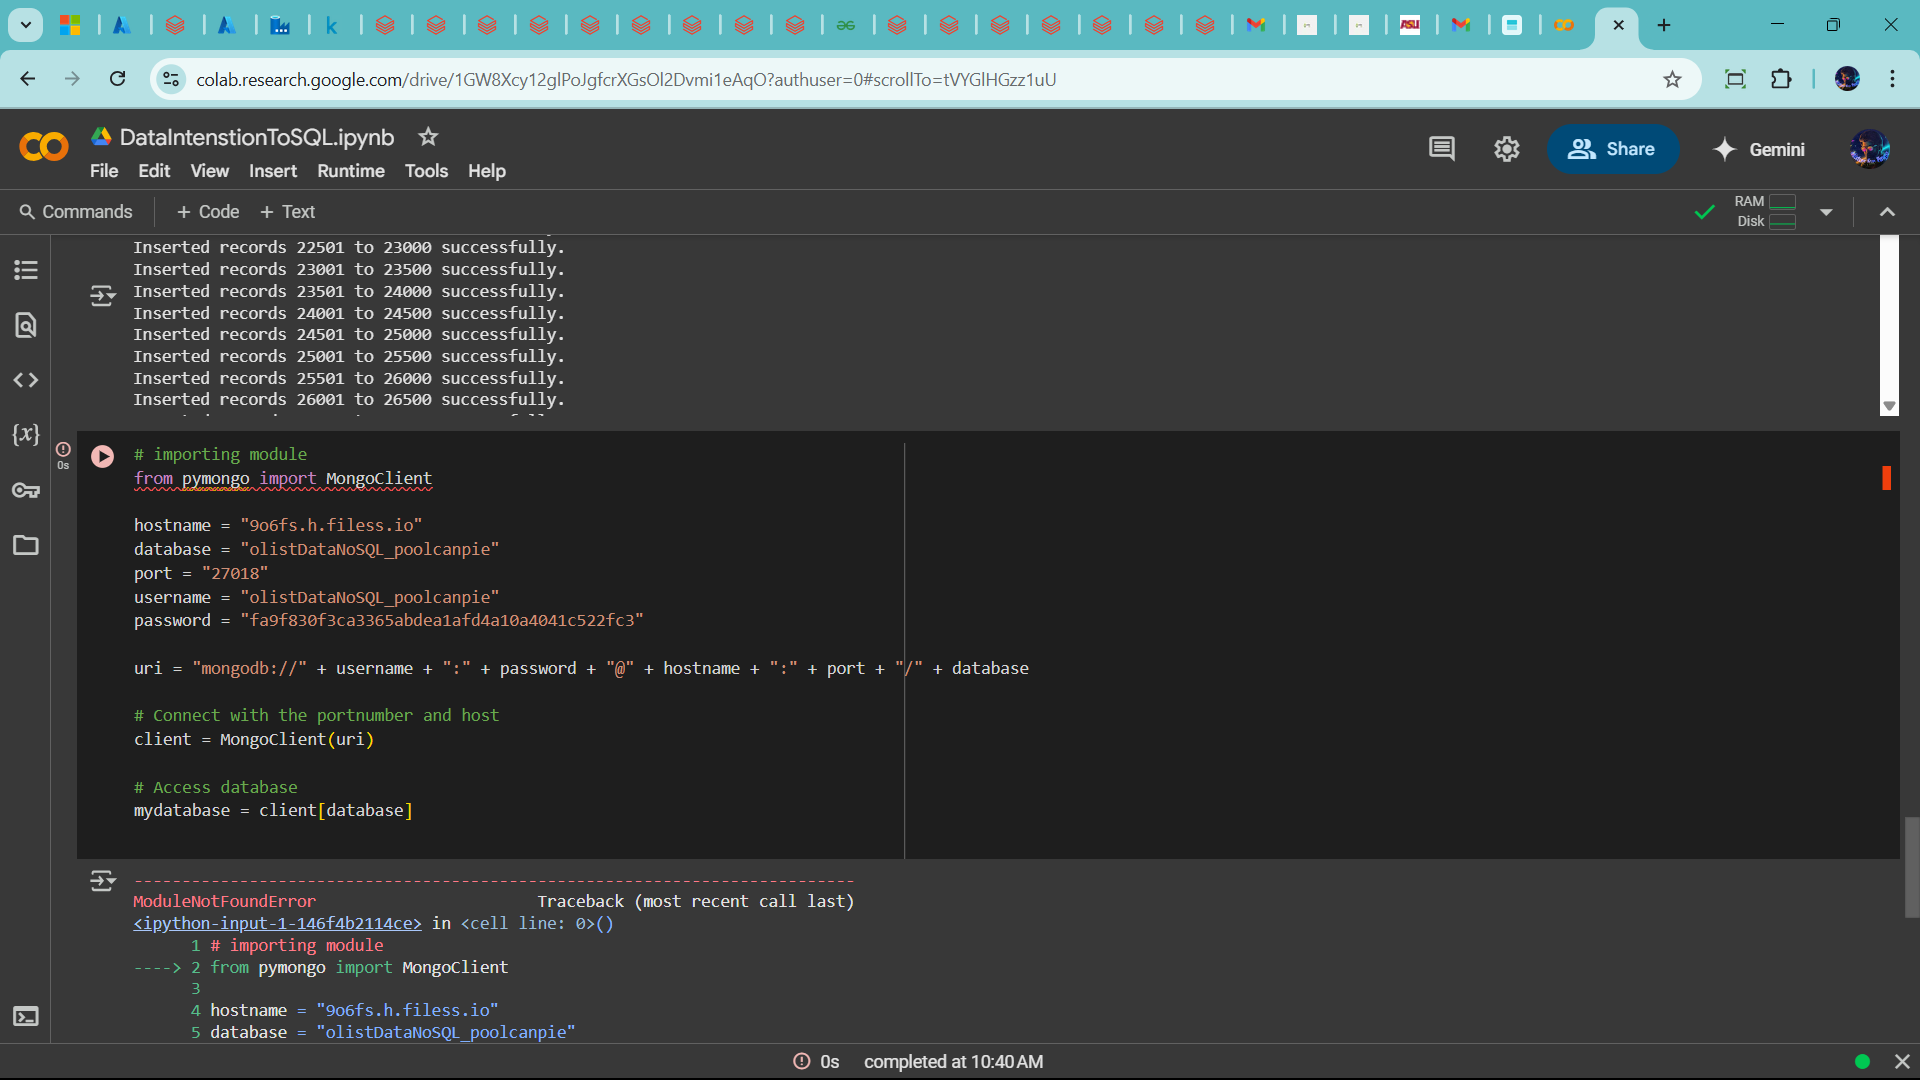 colab.research.google.com/drive/1GW8Xcy12glPoJgfcrXGsOl2Dvmi1eAqO?authuser=0#scrollTo=tVYGlHGzz1uU
DataIntenstionToSQL.ipynb
Share
Gemini
File Edit View Insert Runtime Tools Help
Commands + Code + Text
RAM
Disk
Inserted records 22501 to 23000 successfully.
Inserted records 23001 to 23500 successfully.
Inserted records 23501 to 24000 successfully.
Inserted records 24001 to 24500 successfully.
Inserted records 24501 to 25000 successfully.
Inserted records 25001 to 25500 successfully.
Inserted records 25501 to 26000 successfully.
Inserted records 26001 to 26500 successfully.
0s
# importing module
from pymongo import MongoClient
hostname = "9o6fs.h.filess.io"
database = "olistDataNoSQL_poolcanpie"
port = "27018"
username = "olistDataNoSQL_poolcanpie"
password = "fa9f830f3ca3365abdea1afd4a10a4041c522fc3"
uri = "mongodb://" + username + ":" + password + "@" + hostname + ":" + port + "/" + database
# Connect with the portnumber and host
client = MongoClient(uri)
# Access database
mydatabase = client[database]
---------------------------------------------------------------------------
ModuleNotFoundError Traceback (most recent call last)
<ipython-input-1-146f4b2114ce> in <cell line: 0>()
1 # importing module
----> 2 from pymongo import MongoClient
3
4 hostname = "9o6fs.h.filess.io"
5 database = "olistDataNoSQL_poolcanpie"
0s completed at 10:40 AM